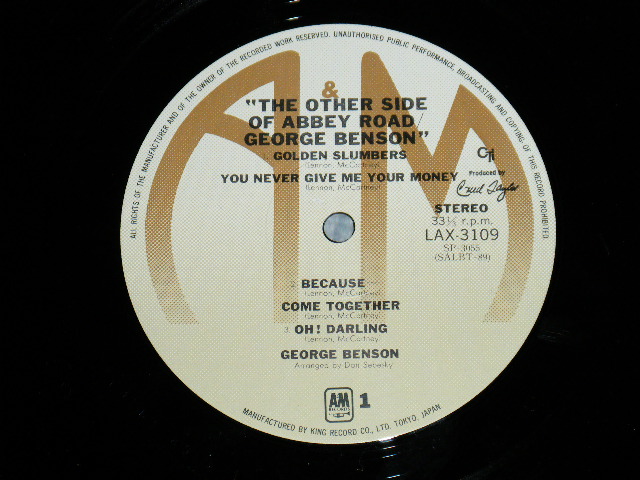 ALL RIGHTS OF THE MANUFACTURER AND OF THE OWNER OF THE RECORDED WORK RESERVED. UNAUTHORISED PUBLIC PERFORMANCE, BROADCASTING AND COPYING OF THIS RECORD PROHIBITED
A&M
"THE OTHER SIDE
OF ABBEY ROAD/
GEORGE BENSON"
GOLDEN SLUMBERS
(Lennon, McCartney)
YOU NEVER GIVE ME YOUR MONEY
(Lennon, McCartney)
CTi
Produced by
Creed Taylor
STEREO
33⅓ r.p.m.
LAX-3109
SP-3055
(SALBT-89)
2. BECAUSE
(Lennon, McCartney)
COME TOGETHER
(Lennon, McCartney)
3. OH! DARLING
(Lennon, McCartney)
GEORGE BENSON
Arranged by Don Sebesky
AM
RECORDS
1
MANUFACTURED BY KING RECORD CO., LTD. TOKYO, JAPAN